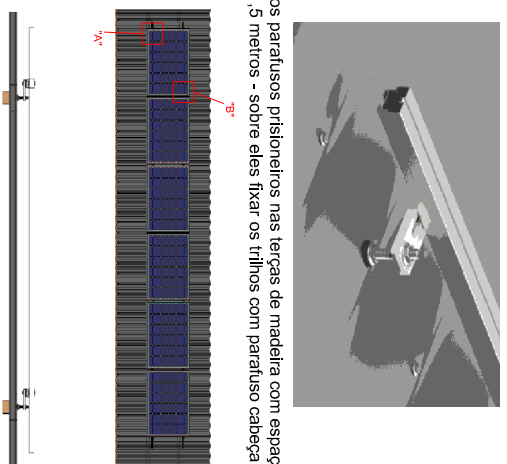 os parafusos prisioneiros nas terças de madeira com espaç
,5 metros - sobre eles fixar os trilhos com parafuso cabeça
"A"
"B"